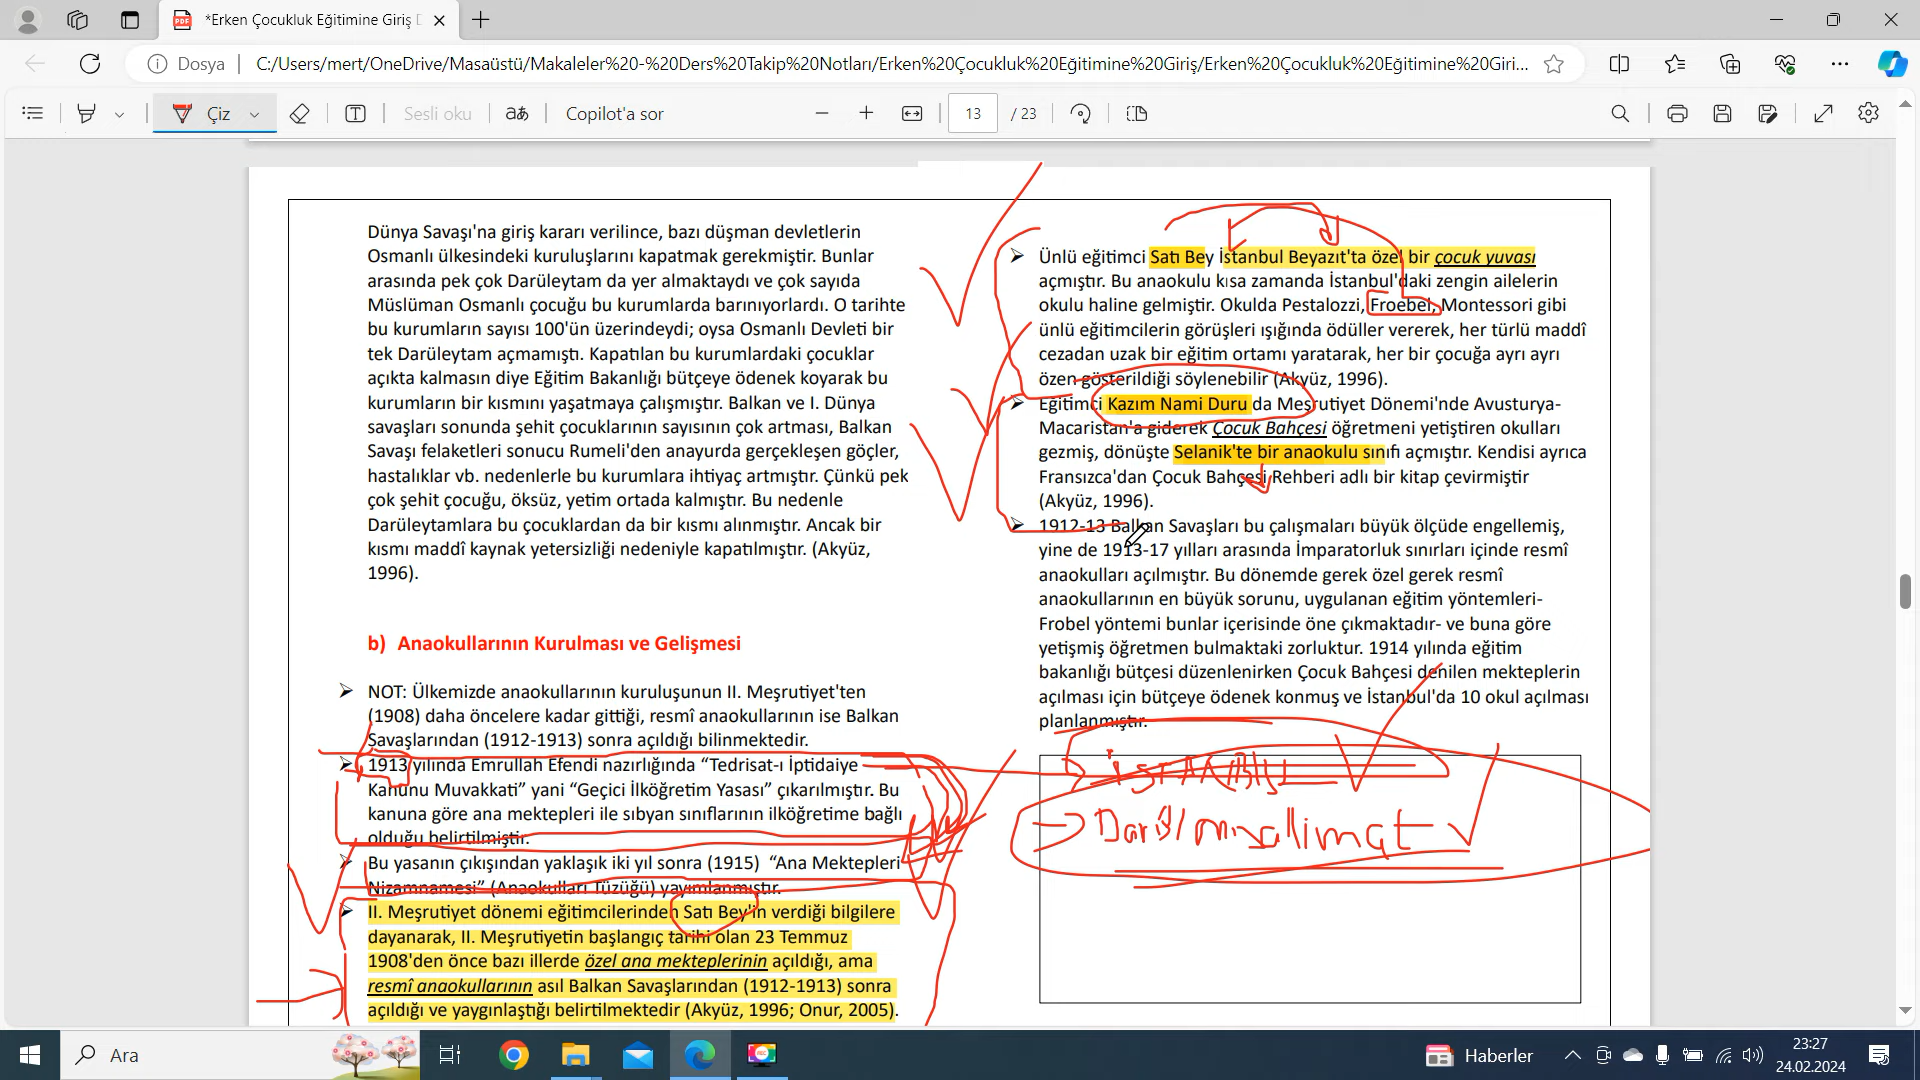 *Erken Çocukluk Eğitimine Giriş D
Dosya
C:/Users/mert/OneDrive/Masaüstü/Makaleler%20-%20Ders%20Takip%20Notları/Erken%20Çocukluk%20Eğitimine%20Giriş/Erken%20Çocukluk%20Eğitimine%20Giri...
Çiz
Sesli oku
aあ
Copilot'a sor
13 / 23
Dünya Savaşı'na giriş kararı verilince, bazı düşman devletlerin
Osmanlı ülkesindeki kuruluşlarını kapatmak gerekmiştir. Bunlar
arasında pek çok Darüleytam da yer almaktaydı ve çok sayıda
Müslüman Osmanlı çocuğu bu kurumlarda barınıyorlardı. O tarihte
bu kurumların sayısı 100'ün üzerindeydi; oysa Osmanlı Devleti bir
tek Darüleytam açmamıştı. Kapatılan bu kurumlardaki çocuklar
açıkta kalmasın diye Eğitim Bakanlığı bütçeye ödenek koyarak bu
kurumların bir kısmını yaşatmaya çalışmıştır. Balkan ve I. Dünya
savaşları sonunda şehit çocuklarının sayısının çok artması, Balkan
Savaşı felaketleri sonucu Rumeli'den anayurda gerçekleşen göçler,
hastalıklar vb. nedenlerle bu kurumlara ihtiyaç artmıştır. Çünkü pek
çok şehit çocuğu, öksüz, yetim ortada kalmıştır. Bu nedenle
Darüleytamlara bu çocuklardan da bir kısmı alınmıştır. Ancak bir
kısmı maddî kaynak yetersizliği nedeniyle kapatılmıştır. (Akyüz,
1996).
b) Anaokullarının Kurulması ve Gelişmesi
NOT: Ülkemizde anaokullarının kuruluşunun II. Meşrutiyet'ten
(1908) daha öncelere kadar gittiği, resmî anaokullarının ise Balkan
Savaşlarından (1912-1913) sonra açıldığı bilinmektedir.
1913 yılında Emrullah Efendi nazırlığında “Tedrisat-ı İptidaiye
Kanunu Muvakkati” yani “Geçici İlköğretim Yasası” çıkarılmıştır. Bu
kanuna göre ana mektepleri ile sıbyan sınıflarının ilköğretime bağlı
olduğu belirtilmiştir.
Bu yasanın çıkışından yaklaşık iki yıl sonra (1915) “Ana Mektepleri
Nizamnamesi” (Anaokulları Tüzüğü) yayımlanmıştır.
II. Meşrutiyet dönemi eğitimcilerinden Satı Bey'in verdiği bilgilere
dayanarak, II. Meşrutiyetin başlangıç tarihi olan 23 Temmuz
1908'den önce bazı illerde özel ana mekteplerinin açıldığı, ama
resmî anaokullarının asıl Balkan Savaşlarından (1912-1913) sonra
açıldığı ve yaygınlaştığı belirtilmektedir (Akyüz, 1996; Onur, 2005).
Ünlü eğitimci Satı Bey İstanbul Beyazıt'ta özel bir çocuk yuvası
açmıştır. Bu anaokulu kısa zamanda İstanbul'daki zengin ailelerin
okulu haline gelmiştir. Okulda Pestalozzi, Froebel, Montessori gibi
ünlü eğitimcilerin görüşleri ışığında ödüller vererek, her türlü maddî
cezadan uzak bir eğitim ortamı yaratarak, her bir çocuğa ayrı ayrı
özen gösterildiği söylenebilir (Akyüz, 1996).
Eğitimci Kazım Nami Duru da Meşrutiyet Dönemi'nde Avusturya-
Macaristan'a giderek Çocuk Bahçesi öğretmeni yetiştiren okulları
gezmiş, dönüşte Selanik'te bir anaokulu sınıfı açmıştır. Kendisi ayrıca
Fransızca'dan Çocuk Bahçesi Rehberi adlı bir kitap çevirmiştir
(Akyüz, 1996).
1912-13 Balkan Savaşları bu çalışmaları büyük ölçüde engellemiş,
yine de 1913-17 yılları arasında İmparatorluk sınırları içinde resmî
anaokulları açılmıştır. Bu dönemde gerek özel gerek resmî
anaokullarının en büyük sorunu, uygulanan eğitim yöntemleri-
Frobel yöntemi bunlar içerisinde öne çıkmaktadır- ve buna göre
yetişmiş öğretmen bulmaktaki zorluktur. 1914 yılında eğitim
bakanlığı bütçesi düzenlenirken Çocuk Bahçesi denilen mekteplerin
açılması için bütçeye ödenek konmuş ve İstanbul'da 10 okul açılması
planlanmıştır.
Ara
Haberler
23:27
24.02.2024